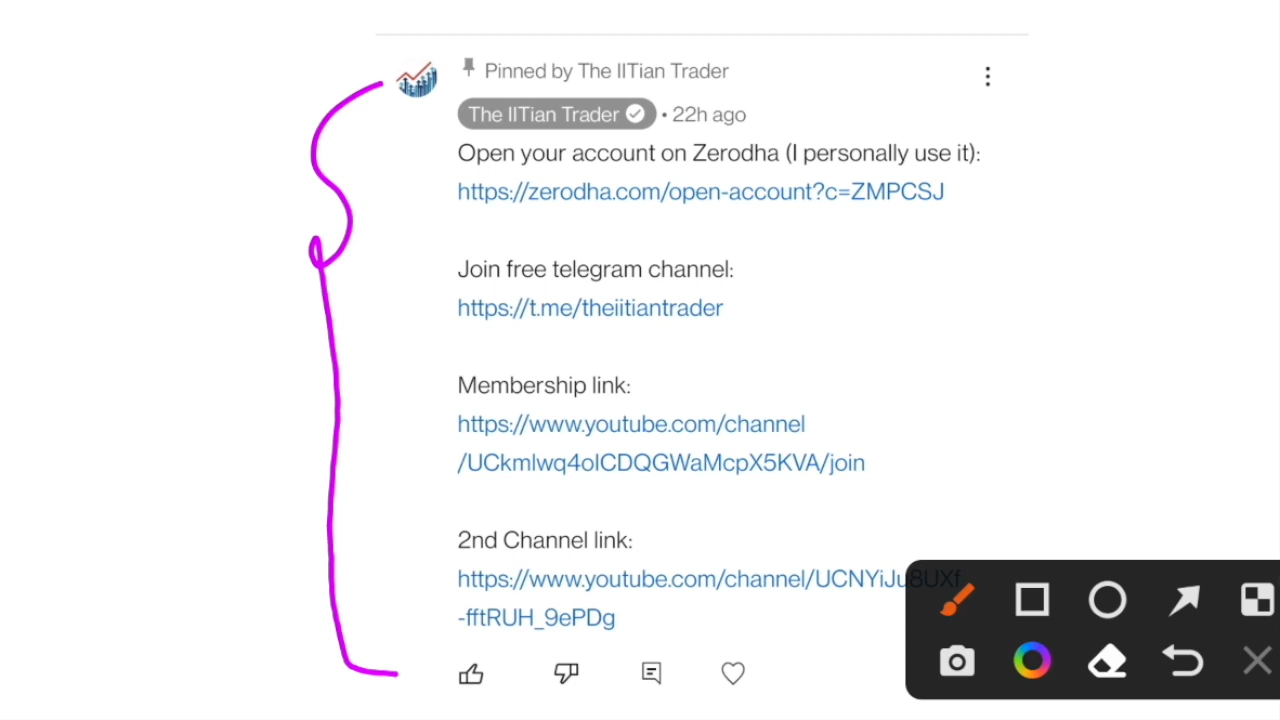 Pinned by The IITian Trader
The IITian Trader • 22h ago
Open your account on Zerodha (I personally use it):
https://zerodha.com/open-account?c=ZMPCSJ
Join free telegram channel:
https://t.me/theiitiantrader
Membership link:
https://www.youtube.com/channel
/UCkmlwq4oICDQGWaMcpX5KVA/join
2nd Channel link:
https://www.youtube.com/channel/UCNYiJu8UXf
-fftRUH_9ePDg